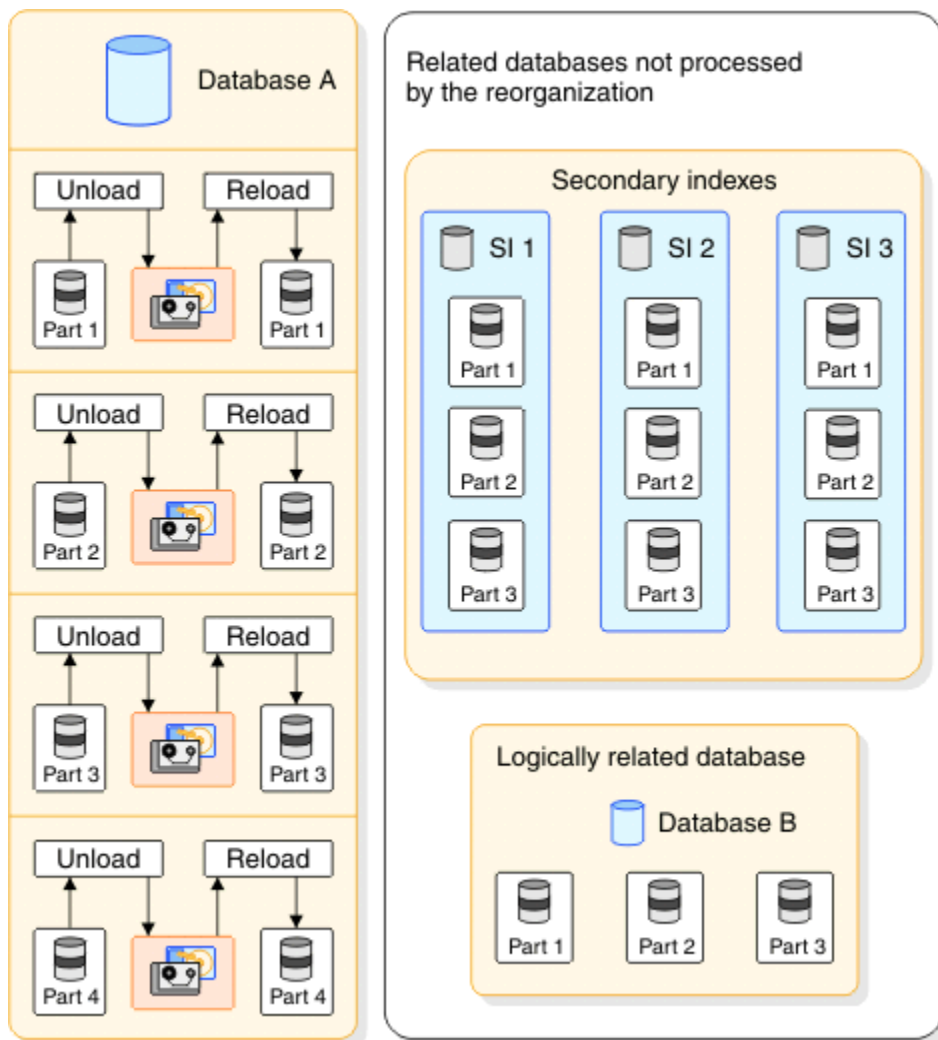 Database A
Unload
Reload
Part 1
Part 1
Unload
Reload
Part 2
Part 2
Unload
Reload
Part 3
Part 3
Unload
Reload
Part 4
Part 4
Related databases not processed
by the reorganization
Secondary indexes
SI 1
SI 2
SI 3
Part 1
Part 1
Part 1
Part 2
Part 2
Part 2
Part 3
Part 3
Part 3
Logically related database
Database B
Part 1
Part 2
Part 3